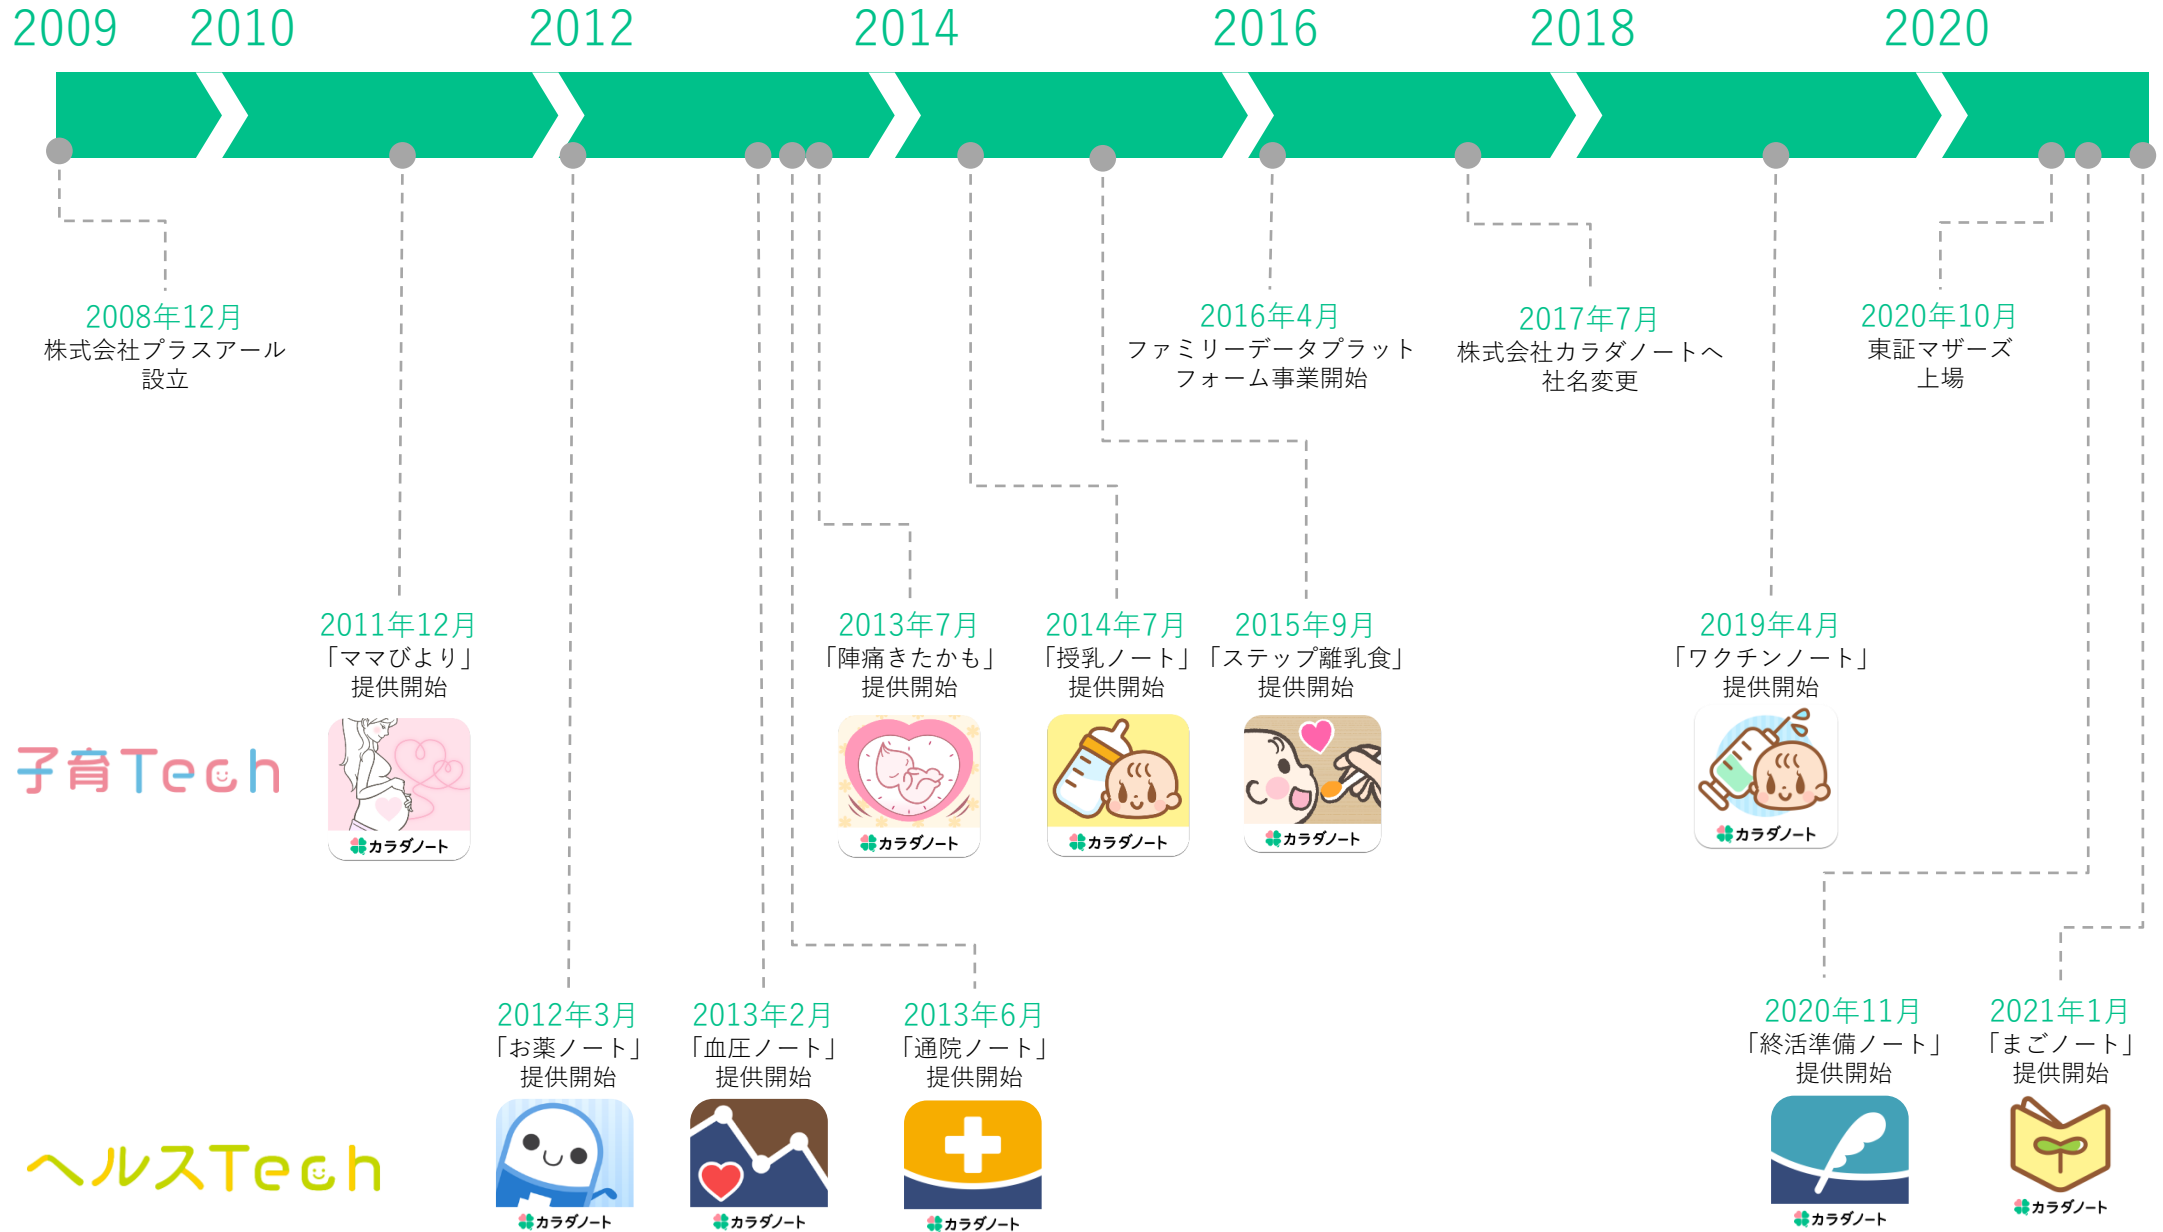 2009
2010
2012
2014
2016
2018
2020
2008年12月
株式会社プラスアール
設立
2016年4月
ファミリーデータプラット
フォーム事業開始
2017年7月
株式会社カラダノートへ
社名変更
2020年10月
東証マザーズ
上場
2011年12月
「ママびより」
提供開始
カラダノート
2013年7月
「陣痛きたかも」
提供開始
カラダノート
2014年7月
「授乳ノート」
提供開始
カラダノート
2015年9月
「ステップ離乳食」
提供開始
カラダノート
2019年4月
「ワクチンノート」
提供開始
カラダノート
子育Tech
2012年3月
「お薬ノート」
提供開始
カラダノート
2013年2月
「血圧ノート」
提供開始
カラダノート
2013年6月
「通院ノート」
提供開始
カラダノート
2020年11月
「終活準備ノート」
提供開始
カラダノート
2021年1月
「まごノート」
提供開始
カラダノート
ヘルスTech